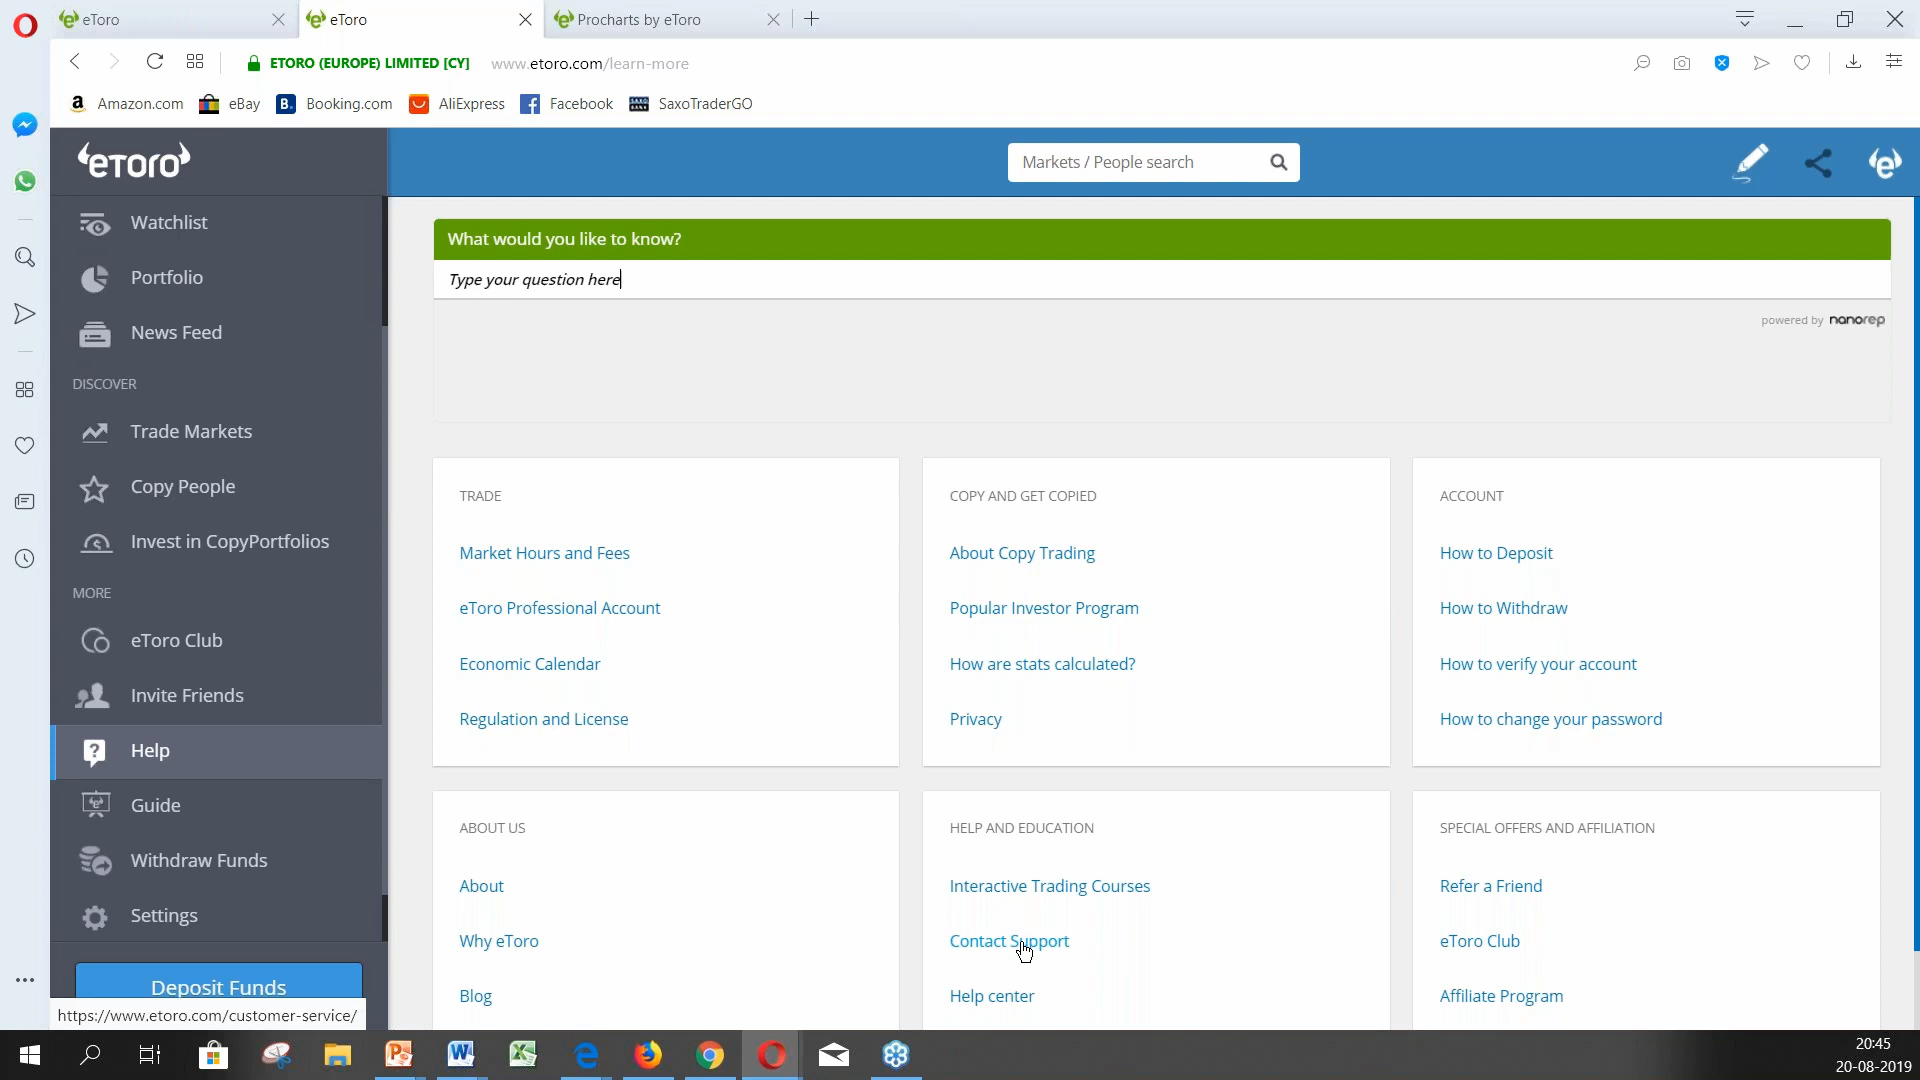 eToro
eToro
Procharts by eToro
ETORO (EUROPE) LIMITED [CY]
www.etoro.com/learn-more
Amazon.com
eBay
B.
Booking.com
AliExpress
Facebook
SaxoTraderGO
eToro
Markets / People search
Watchlist
Portfolio
News Feed
DISCOVER
Trade Markets
Copy People
Invest in CopyPortfolios
MORE
eToro Club
Invite Friends
Help
Guide
Withdraw Funds
Settings
Deposit Funds
https://www.etoro.com/customer-service/
What would you like to know?
Type your question here
powered by nanorep
TRADE
Market Hours and Fees
eToro Professional Account
Economic Calendar
Regulation and License
COPY AND GET COPIED
About Copy Trading
Popular Investor Program
How are stats calculated?
Privacy
ACCOUNT
How to Deposit
How to Withdraw
How to verify your account
How to change your password
ABOUT US
About
Why eToro
Blog
HELP AND EDUCATION
Interactive Trading Courses
Contact Support
Help center
SPECIAL OFFERS AND AFFILIATION
Refer a Friend
eToro Club
Affiliate Program
20:45
20-08-2019